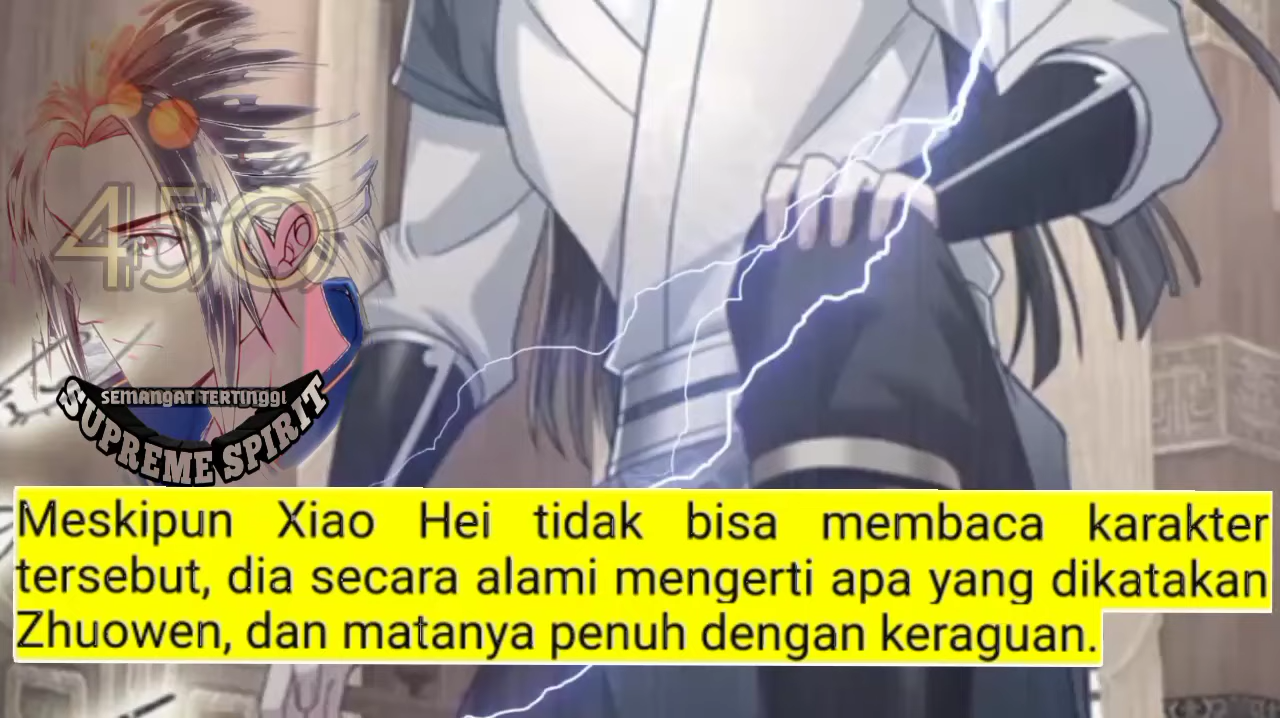 450
SEMANGAT TERTINGGI
SUPREME SPIRIT
Meskipun Xiao Hei tidak bisa membaca karakter
tersebut, dia secara alami mengerti apa yang dikatakan
Zhuowen, dan matanya penuh dengan keraguan.